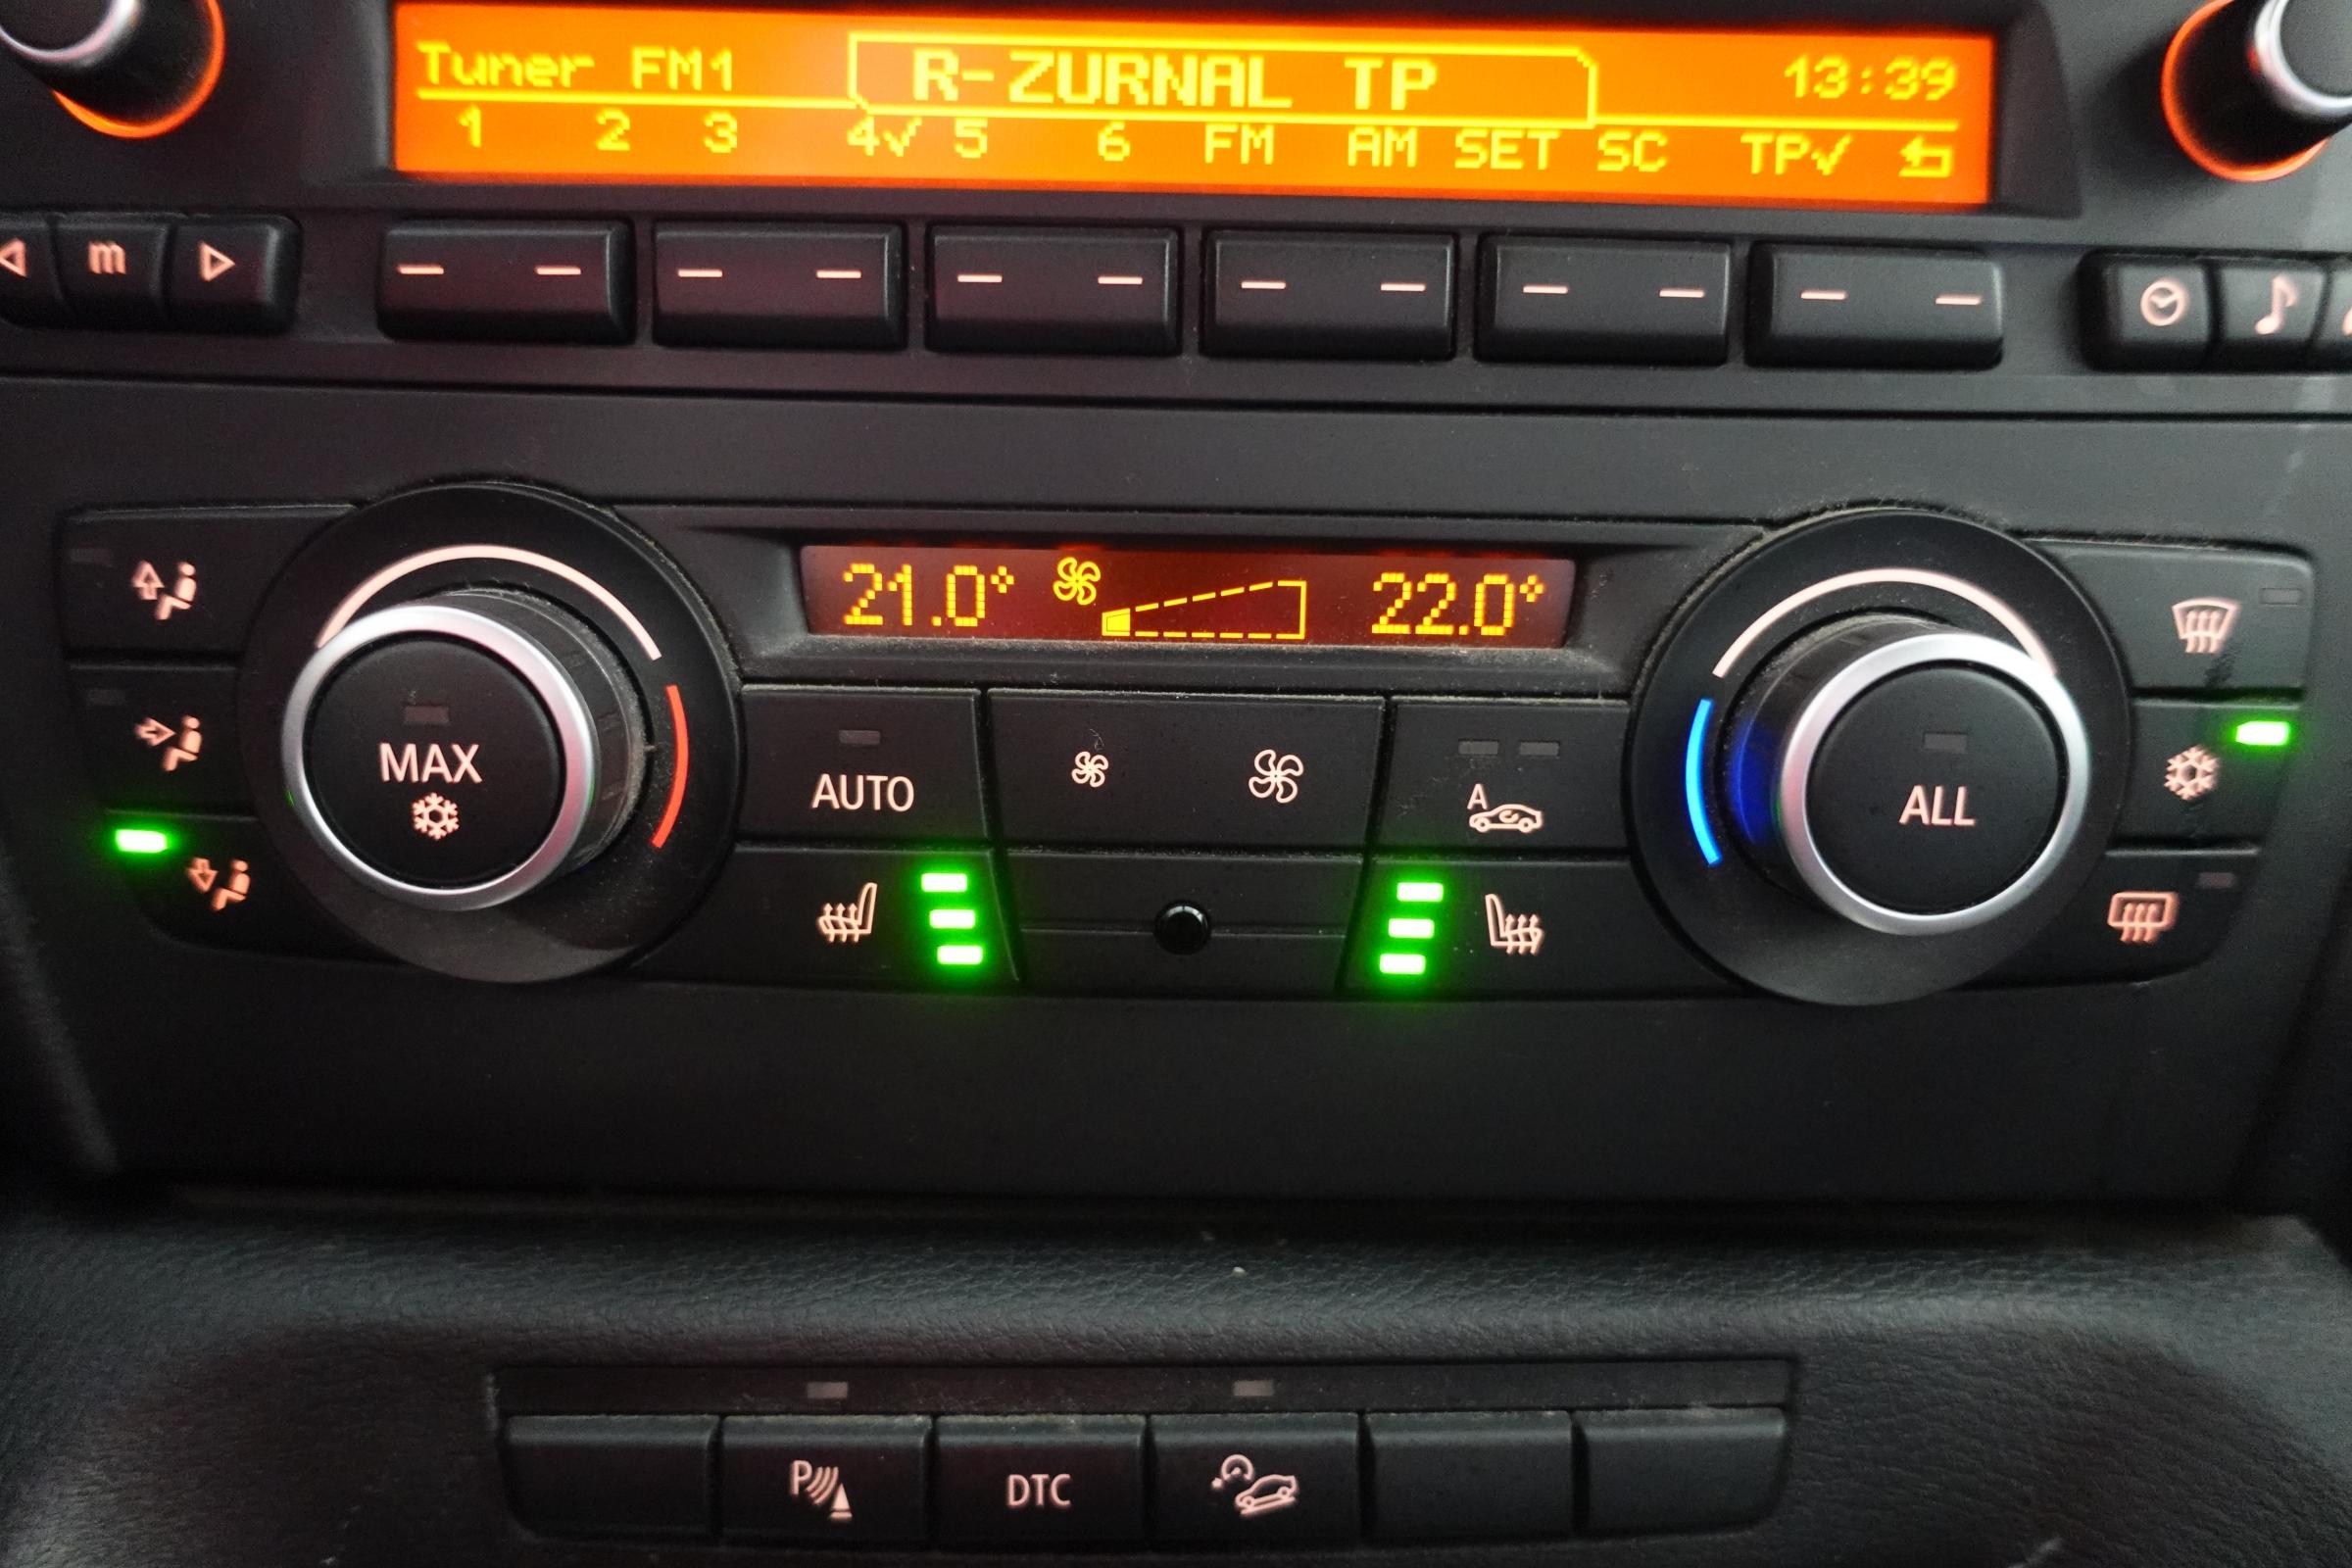 Tuner FM1 R-ZURNAL TP 13:39
1 2 3 4✓ 5 6 FM AM SET SC TP✓
m
21.0° 22.0°
MAX
AUTO
A
ALL
P
DTC